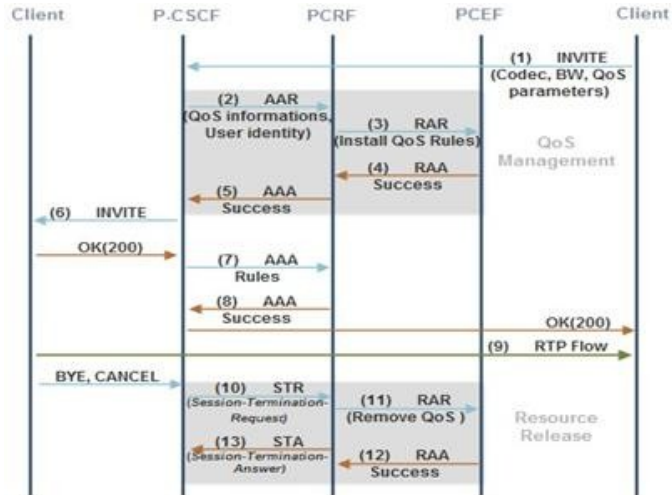 Client P-CSCF PCRF PCEF Client
(1) INVITE
(Codec, BW, QoS
parameters)
(2) AAR
(QoS informations,
User identity)
(3) RAR
(Install QoS Rules)
QoS
Management
(4) RAA
Success
(5) AAA
Success
(6) INVITE
OK(200)
(7) AAA
Rules
(8) AAA
Success
OK(200)
(9) RTP Flow
BYE, CANCEL
(10) STR
(Session-Termination-
Request)
(11) RAR
(Remove QoS )
Resource
Release
(13) STA
(Session-Termination-
Answer)
(12) RAA
Success